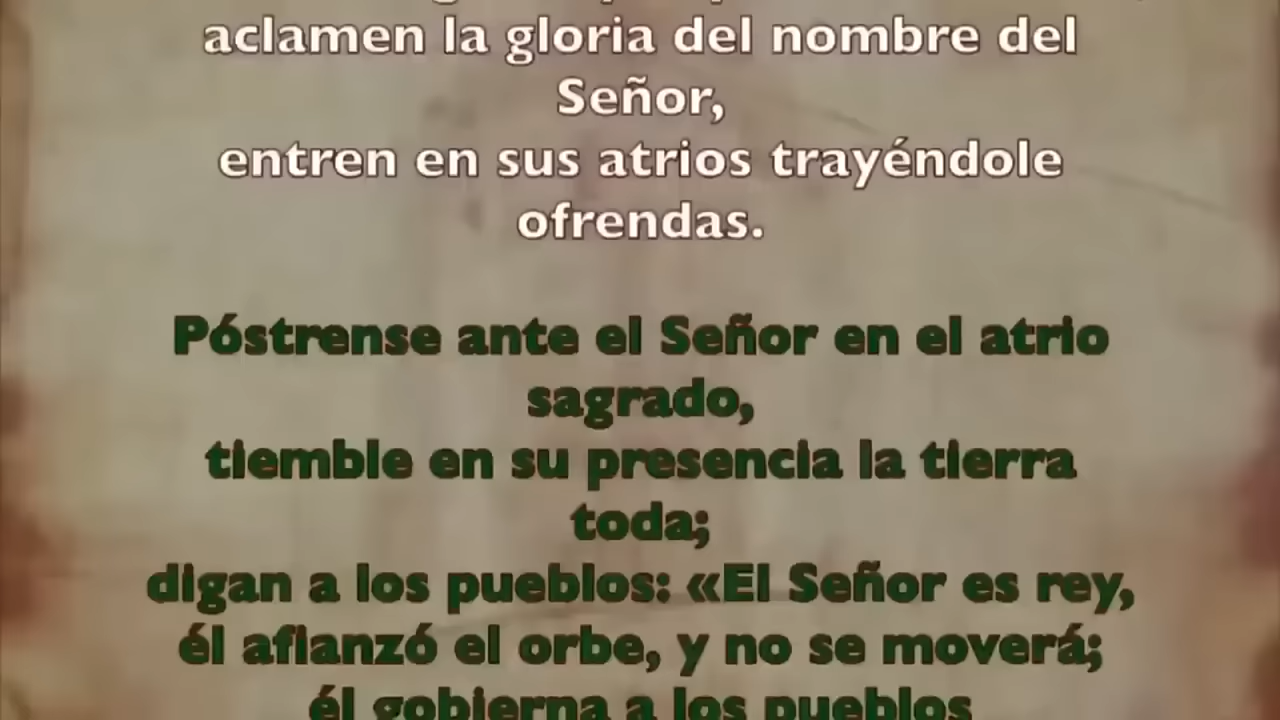 aclamen la gloria del nombre del
Señor,
entren en sus atrios trayéndole
ofrendas.
Póstrense ante el Señor en el atrio
sagrado,
tiemble en su presencia la tierra
toda;
digan a los pueblos: «El Señor es rey,
él afianzó el orbe, y no se moverá;
él gobierna a los pueblos